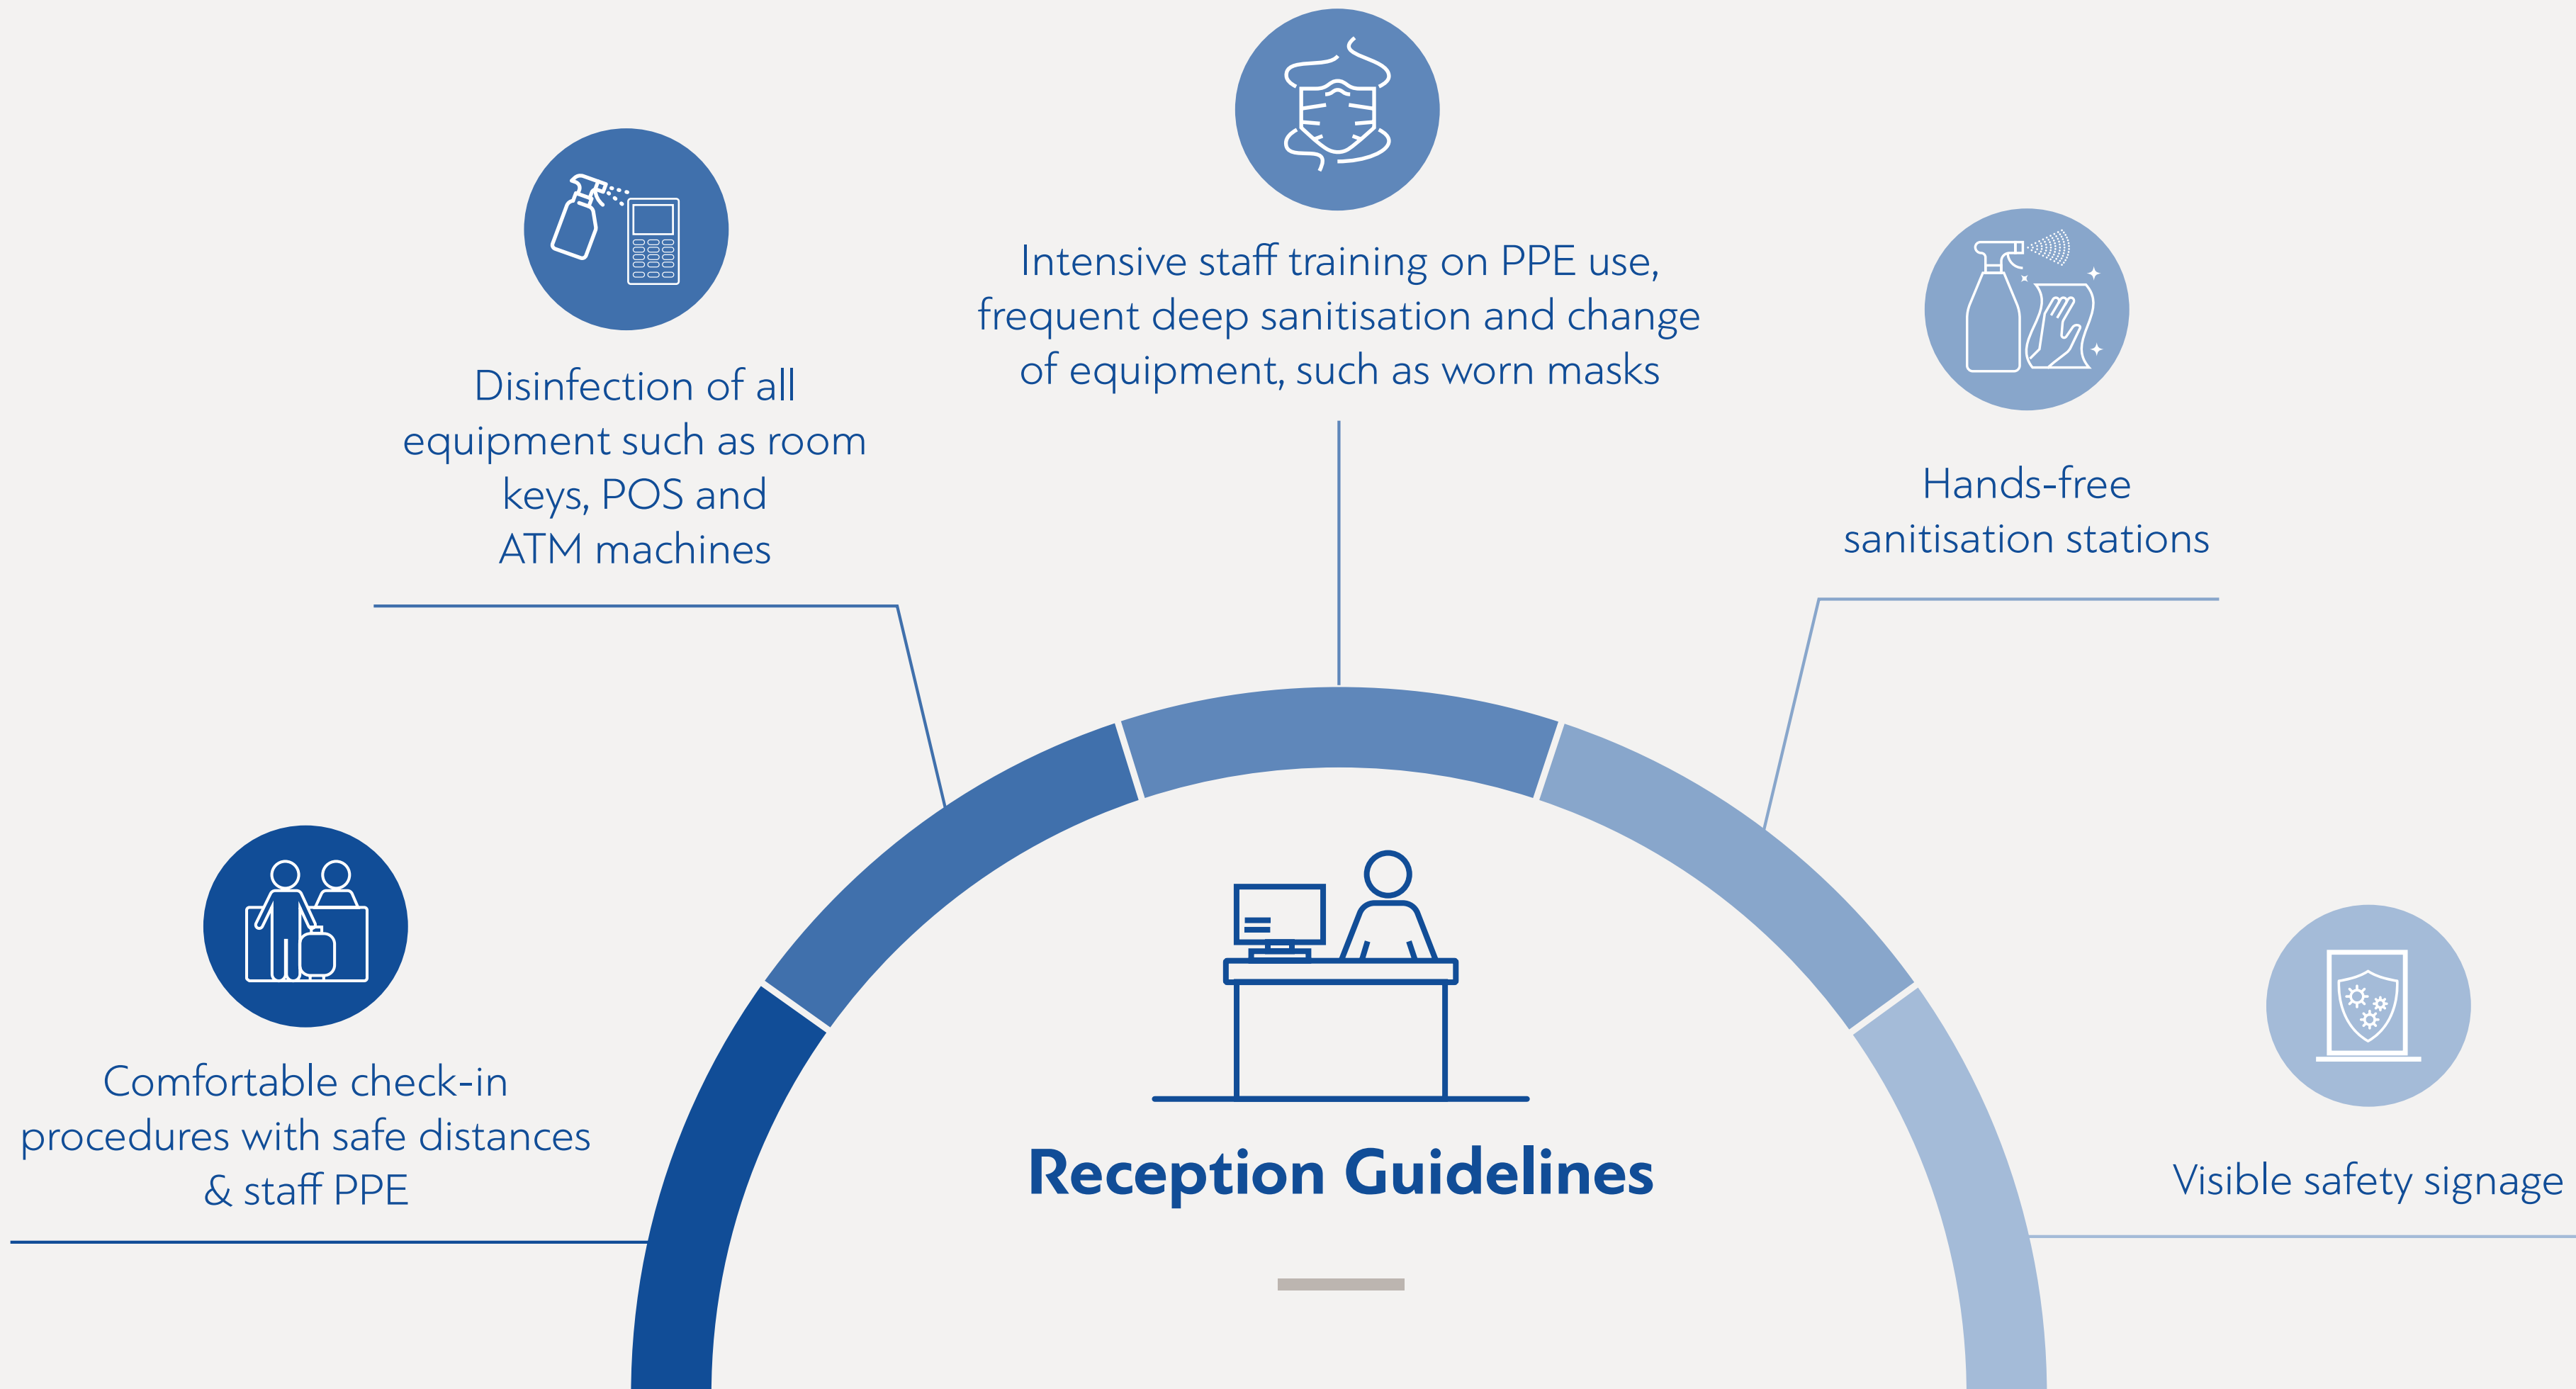 Intensive staff training on PPE use,
frequent deep sanitisation and change
of equipment, such as worn masks
Disinfection of all
equipment such as room
keys, POS and
ATM machines
Hands-free
sanitisation stations
Comfortable check-in
procedures with safe distances
& staff PPE
Reception Guidelines
Visible safety signage